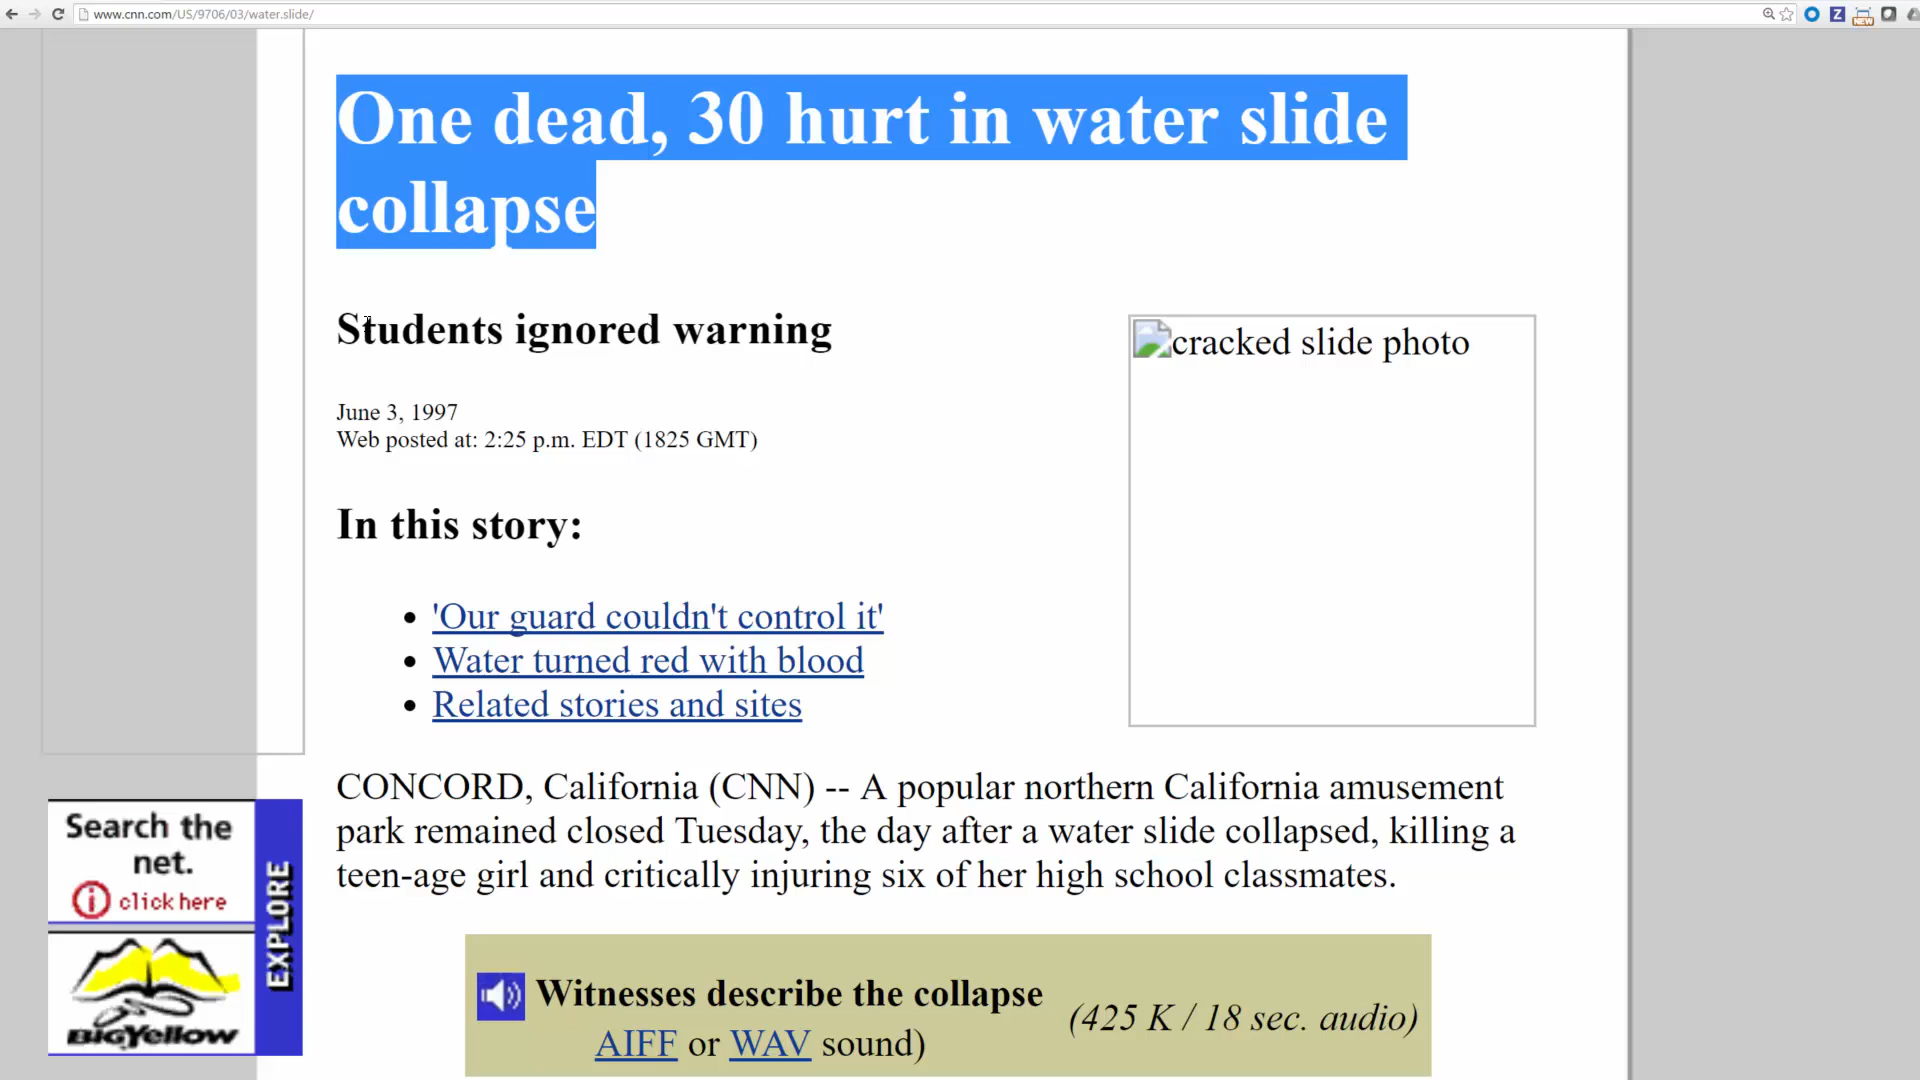 www.cnn.com/US/9706/03/water.slide/
Z
NEW
One dead, 30 hurt in water slide
collapse
Students ignored warning
cracked slide photo
June 3, 1997
Web posted at: 2:25 p.m. EDT (1825 GMT)
In this story:
• 'Our guard couldn't control it'
• Water turned red with blood
• Related stories and sites
CONCORD, California (CNN) -- A popular northern California amusement
park remained closed Tuesday, the day after a water slide collapsed, killing a
teen-age girl and critically injuring six of her high school classmates.
Search the
net.
i click here
BigYellow
EXPLORE
Witnesses describe the collapse
AIFF or WAV sound)
(425 K / 18 sec. audio)